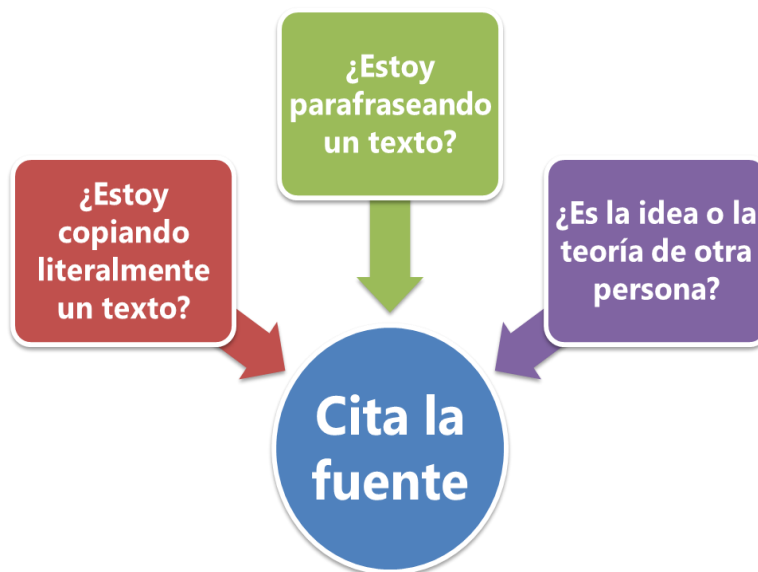 ¿Estoy
parafraseando
un texto?
¿Estoy
copiando
literalmente
un texto?
¿Es la idea o la
teoría de otra
persona?
Cita la
fuente